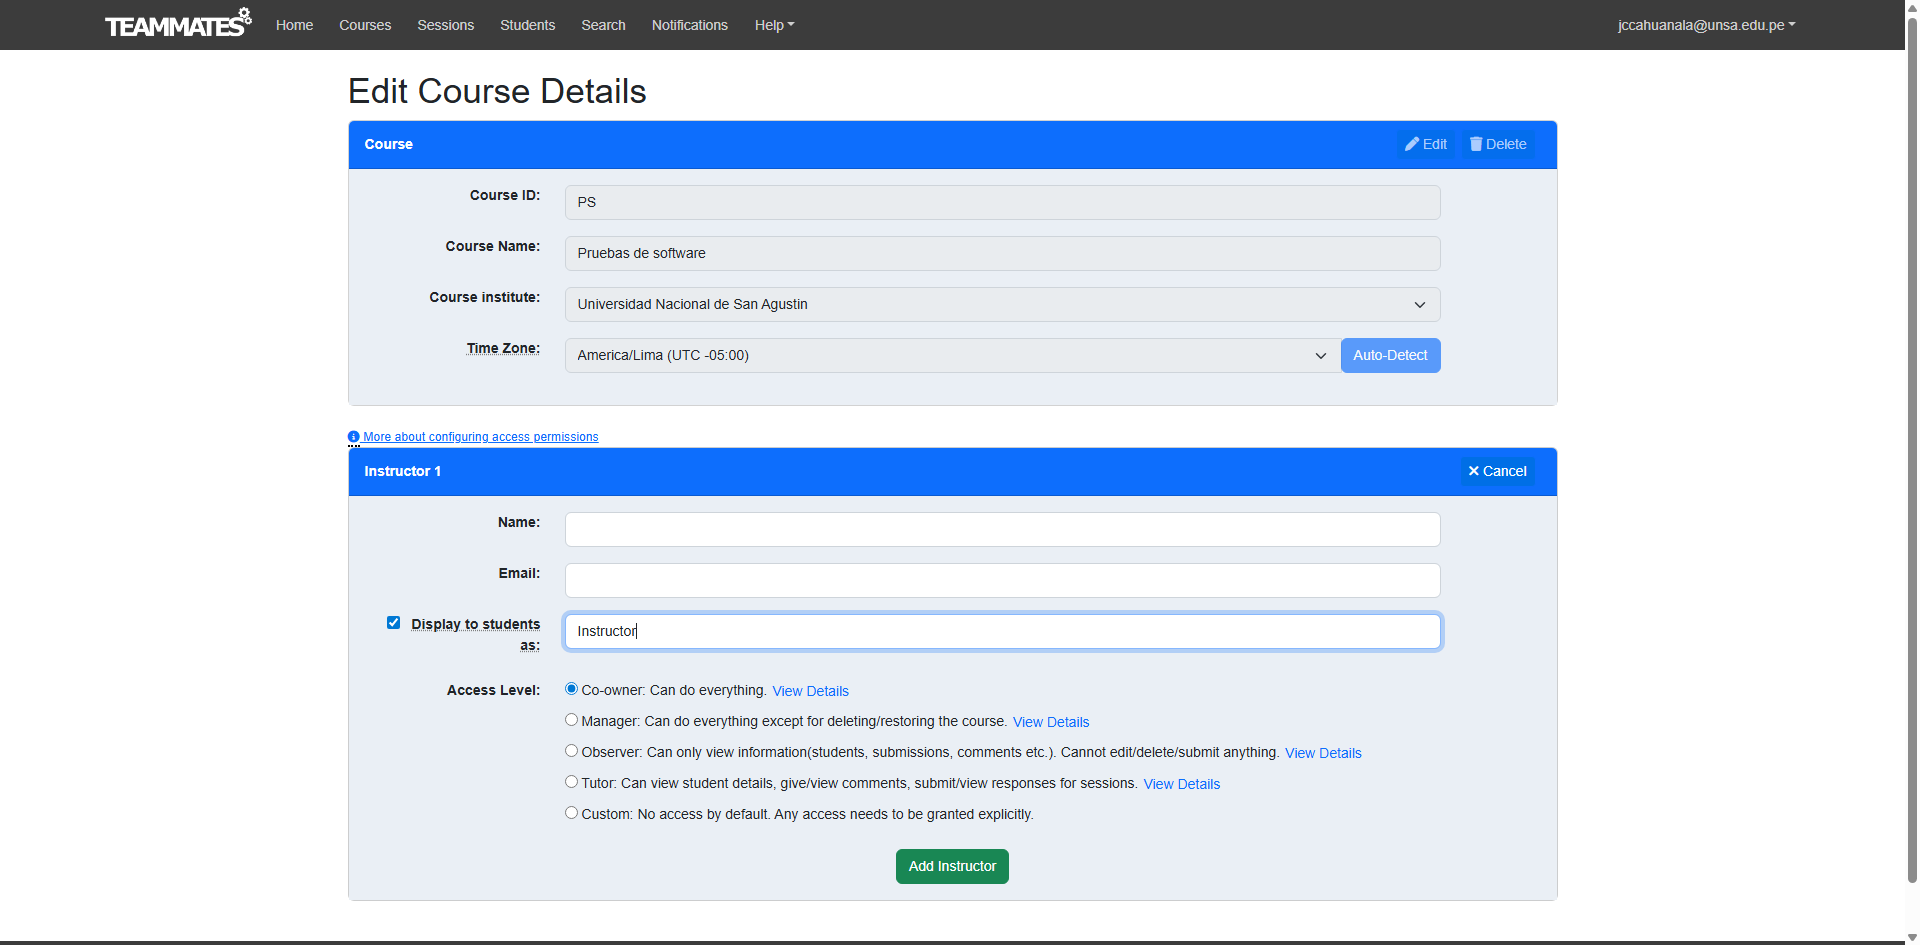 TEAMMATES Home Courses Sessions Students Search Notifications Help jccahuanala@unsa.edu.pe
Edit Course Details
Course Edit Delete
Course ID: PS
Course Name: Pruebas de software
Course institute: Universidad Nacional de San Agustin
Time Zone: America/Lima (UTC -05:00) Auto-Detect
More about configuring access permissions
Instructor 1 Cancel
Name:
Email:
Display to students
as: Instructor
Access Level: Co-owner: Can do everything. View Details
Manager: Can do everything except for deleting/restoring the course. View Details
Observer: Can only view information(students, submissions, comments etc.). Cannot edit/delete/submit anything. View Details
Tutor: Can view student details, give/view comments, submit/view responses for sessions. View Details
Custom: No access by default. Any access needs to be granted explicitly.
Add Instructor